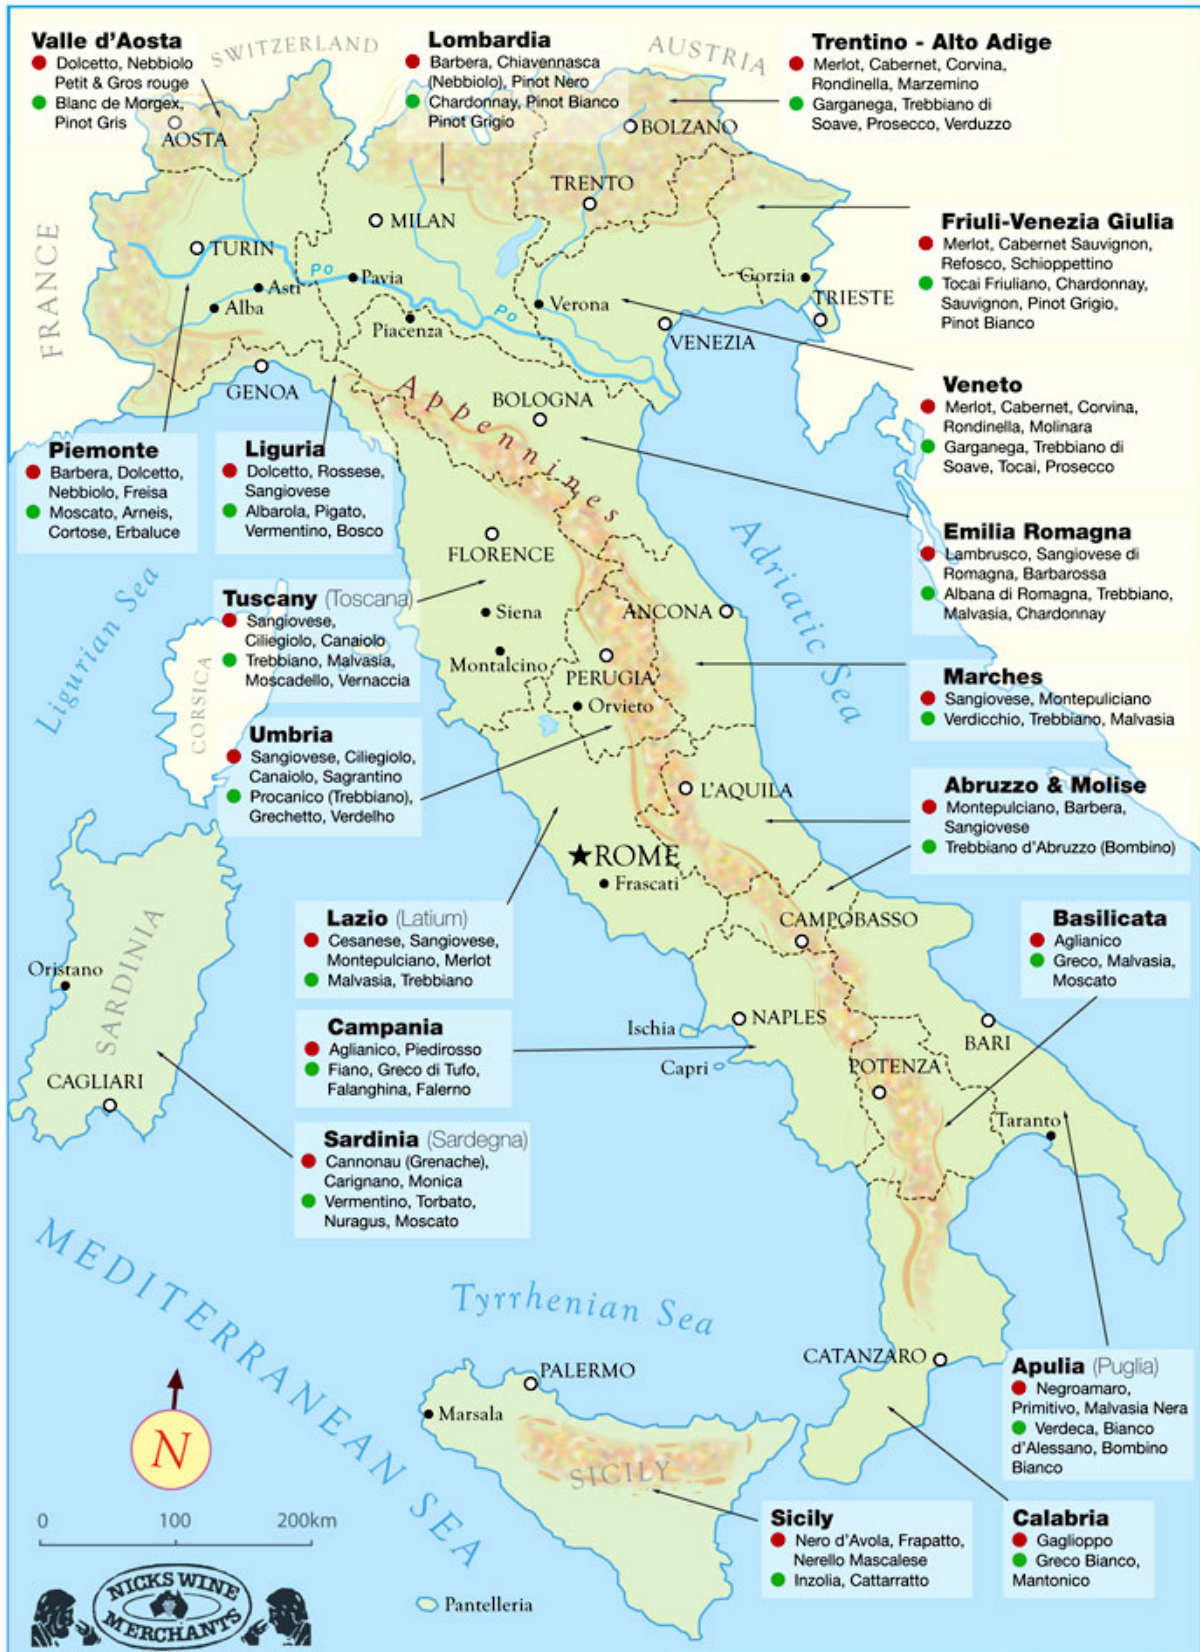 SWITZERLAND
AUSTRIA
FRANCE
Valle d'Aosta
Dolcetto, Nebbiolo
Petit & Gros rouge
Blanc de Morgex,
Pinot Gris
Lombardia
Barbera, Chiavennasca
(Nebbiolo), Pinot Nero
Chardonnay, Pinot Bianco
Pinot Grigio
Trentino - Alto Adige
Merlot, Cabernet, Corvina,
Rondinella, Marzemino
Garganega, Trebbiano di
Soave, Prosecco, Verduzzo
AOSTA
BOLZANO
TRENTO
MILAN
TURIN
Po
Pavia
Asti
Alba
Piacenza
Po
Verona
Gorzia
TRIESTE
VENEZIA
GENOA
BOLOGNA
Appennines
Friuli-Venezia Giulia
Merlot, Cabernet Sauvignon,
Refosco, Schioppettino
Tocai Friuliano, Chardonnay,
Sauvignon, Pinot Grigio,
Pinot Bianco
Veneto
Merlot, Cabernet, Corvina,
Rondinella, Molinara
Garganega, Trebbiano di
Soave, Tocai, Prosecco
Piemonte
Barbera, Dolcetto,
Nebbiolo, Freisa
Moscato, Arneis,
Cortose, Erbaluce
Liguria
Dolcetto, Rossese,
Sangiovese
Albarola, Pigato,
Vermentino, Bosco
Emilia Romagna
Lambrusco, Sangiovese di
Romagna, Barbarossa
Albana di Romagna, Trebbiano,
Malvasia, Chardonnay
FLORENCE
Adriatic Sea
Ligurian Sea
CORSICA
Tuscany (Toscana)
Sangiovese,
Ciliegiolo, Canaiolo
Trebbiano, Malvasia,
Moscadello, Vernaccia
Siena
Montalcino
ANCONA
PERUGIA
Orvieto
Marches
Sangiovese, Montepuliciano
Verdicchio, Trebbiano, Malvasia
Umbria
Sangiovese, Ciliegiolo,
Canaiolo, Sagrantino
Procanico (Trebbiano),
Grechetto, Verdelho
L'AQUILA
Abruzzo & Molise
Montepulciano, Barbera,
Sangiovese
Trebbiano d'Abruzzo (Bombino)
ROME
Frascati
CAMPOBASSO
Lazio (Latium)
Cesanese, Sangiovese,
Montepulciano, Merlot
Malvasia, Trebbiano
Basilicata
Aglianico
Greco, Malvasia,
Moscato
SARDINIA
Oristano
CAGLIARI
Campania
Aglianico, Piedirosso
Fiano, Greco di Tufo,
Falanghina, Falerno
Ischia
NAPLES
Capri
BARI
POTENZA
Taranto
Sardinia (Sardegna)
Cannonau (Grenache),
Carignano, Monica
Vermentino, Torbato,
Nuragus, Moscato
MEDITERRANEAN SEA
Tyrrhenian Sea
CATANZARO
PALERMO
Marsala
SICILY
Apulia (Puglia)
Negroamaro,
Primitivo, Malvasia Nera
Verdeca, Bianco
d'Alessano, Bombino
Bianco
Sicily
Nero d'Avola, Frapatto,
Nerello Mascalese
Inzolia, Cattarratto
Calabria
Gaglioppo
Greco Bianco,
Mantonico
N
0 100 200km
NICKS WINE
MERCHANTS
Pantelleria